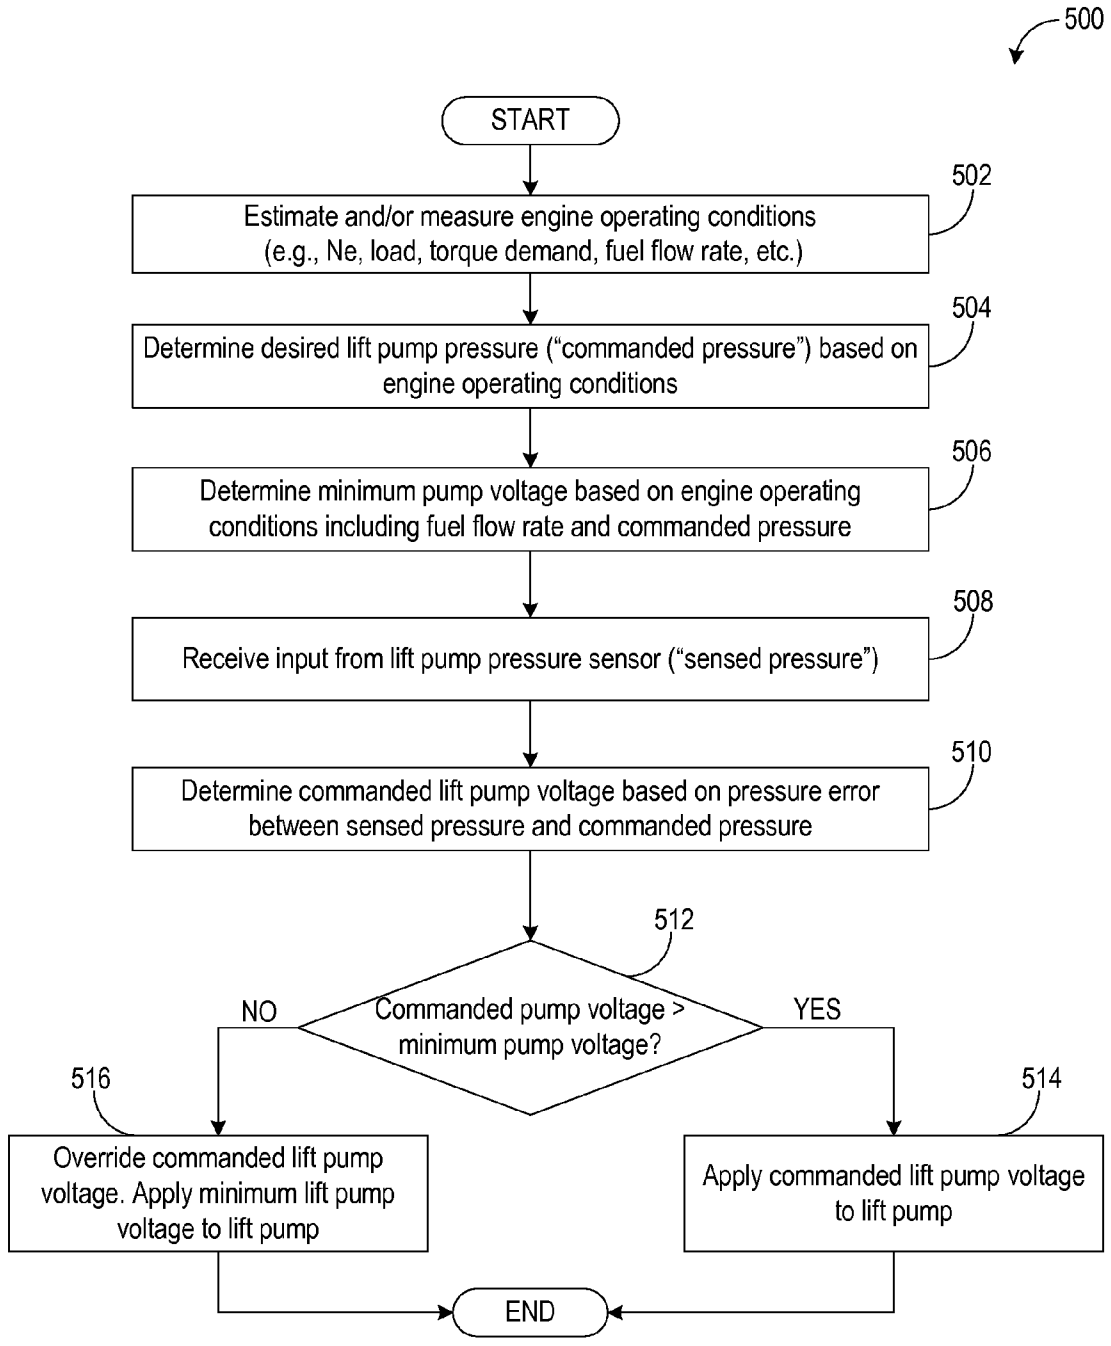 500
START
502
Estimate and/or measure engine operating conditions
(e.g., Ne, load, torque demand, fuel flow rate, etc.)
504
Determine desired lift pump pressure (“commanded pressure”) based on
engine operating conditions
506
Determine minimum pump voltage based on engine operating
conditions including fuel flow rate and commanded pressure
508
Receive input from lift pump pressure sensor (“sensed pressure”)
510
Determine commanded lift pump voltage based on pressure error
between sensed pressure and commanded pressure
512
Commanded pump voltage >
minimum pump voltage?
NO
YES
516
Override commanded lift pump
voltage. Apply minimum lift pump
voltage to lift pump
514
Apply commanded lift pump voltage
to lift pump
END